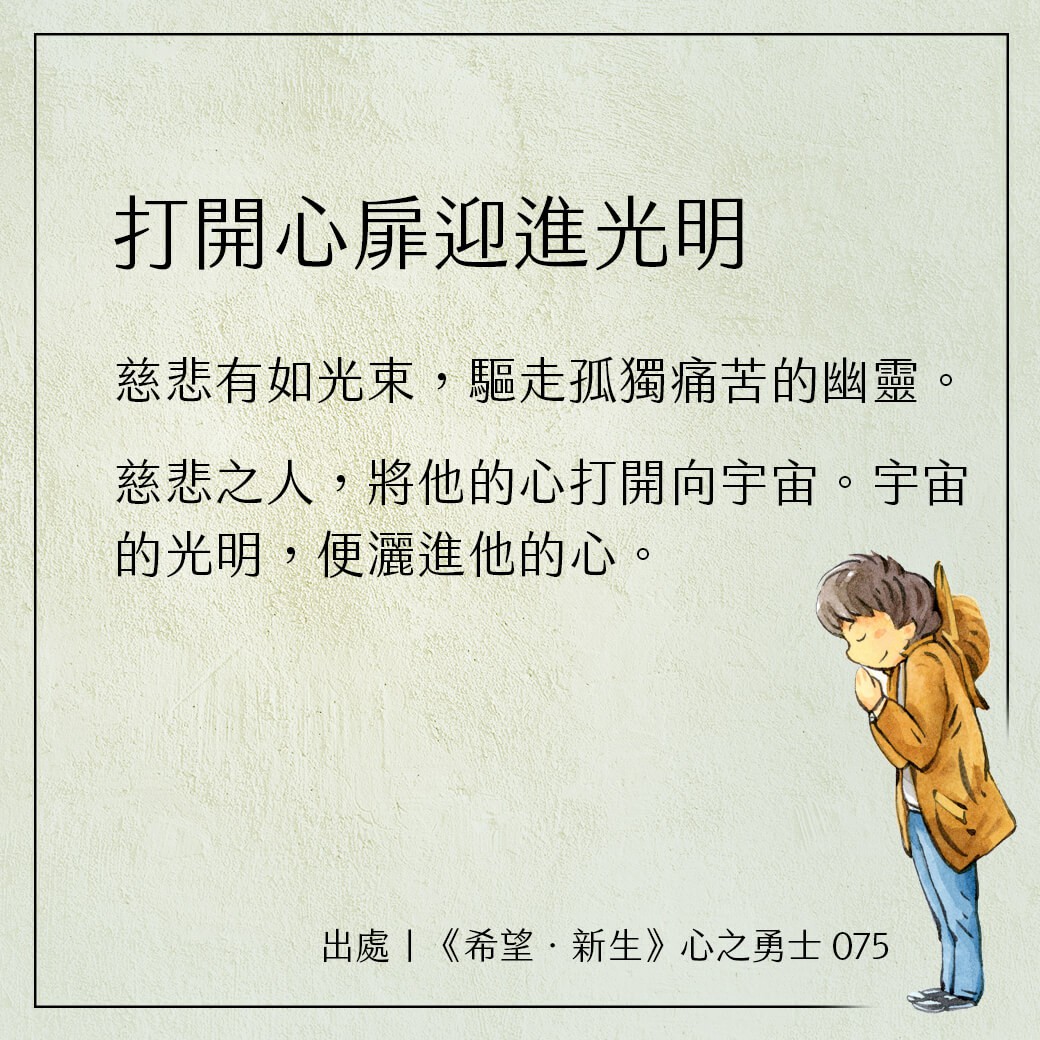 打開心扉迎進光明
慈悲有如光束，驅走孤獨痛苦的幽靈。
慈悲之人，將他的心打開向宇宙。宇宙
的光明，便灑進他的心。
出處｜《希望．新生》心之勇士 075